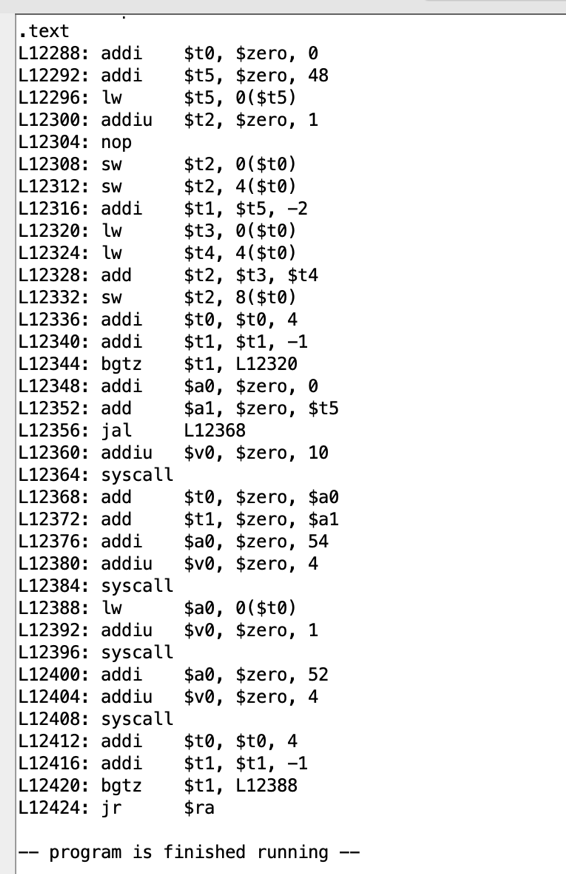 .text
L12288: addi    $t0, $zero, 0
L12292: addi    $t5, $zero, 48
L12296: lw      $t5, 0($t5)
L12300: addiu   $t2, $zero, 1
L12304: nop
L12308: sw      $t2, 0($t0)
L12312: sw      $t2, 4($t0)
L12316: addi    $t1, $t5, -2
L12320: lw      $t3, 0($t0)
L12324: lw      $t4, 4($t0)
L12328: add     $t2, $t3, $t4
L12332: sw      $t2, 8($t0)
L12336: addi    $t0, $t0, 4
L12340: addi    $t1, $t1, -1
L12344: bgtz    $t1, L12320
L12348: addi    $a0, $zero, 0
L12352: add     $a1, $zero, $t5
L12356: jal     L12368
L12360: addiu   $v0, $zero, 10
L12364: syscall
L12368: add     $t0, $zero, $a0
L12372: add     $t1, $zero, $a1
L12376: addi    $a0, $zero, 54
L12380: addiu   $v0, $zero, 4
L12384: syscall
L12388: lw      $a0, 0($t0)
L12392: addiu   $v0, $zero, 1
L12396: syscall
L12400: addi    $a0, $zero, 52
L12404: addiu   $v0, $zero, 4
L12408: syscall
L12412: addi    $t0, $t0, 4
L12416: addi    $t1, $t1, -1
L12420: bgtz    $t1, L12388
L12424: jr      $ra
-- program is finished running --